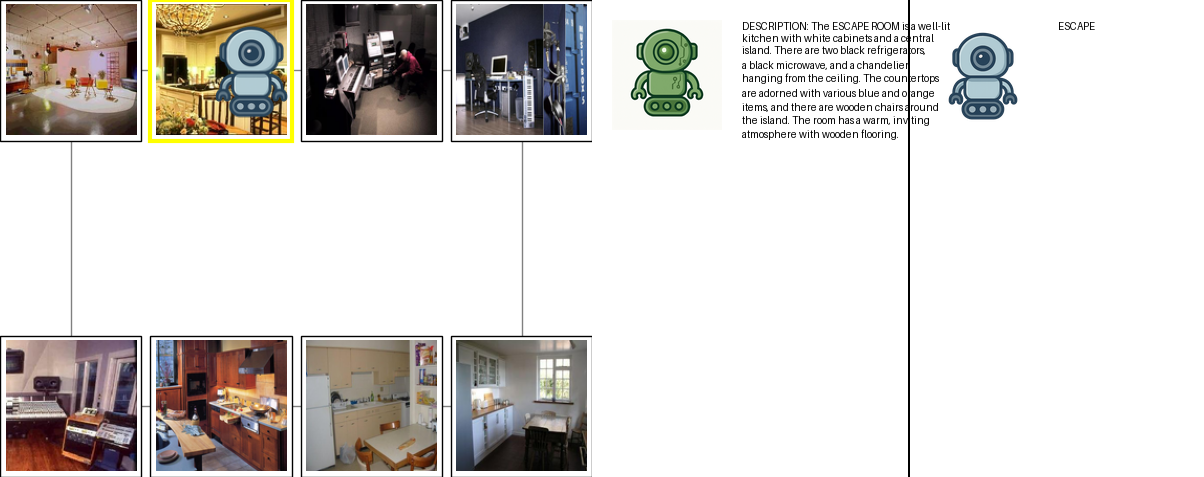 DESCRIPTION: The ESCAPE ROOM is a well-lit
kitchen with white cabinets and a central
island. There are two black refrigerators,
a black microwave, and a chandelier
hanging from the ceiling. The countertops
are adorned with various blue and orange
items, and there are wooden chairs around
the island. The room has a warm, inviting
atmosphere with wooden flooring.
ESCAPE
MUSIC BOX 5